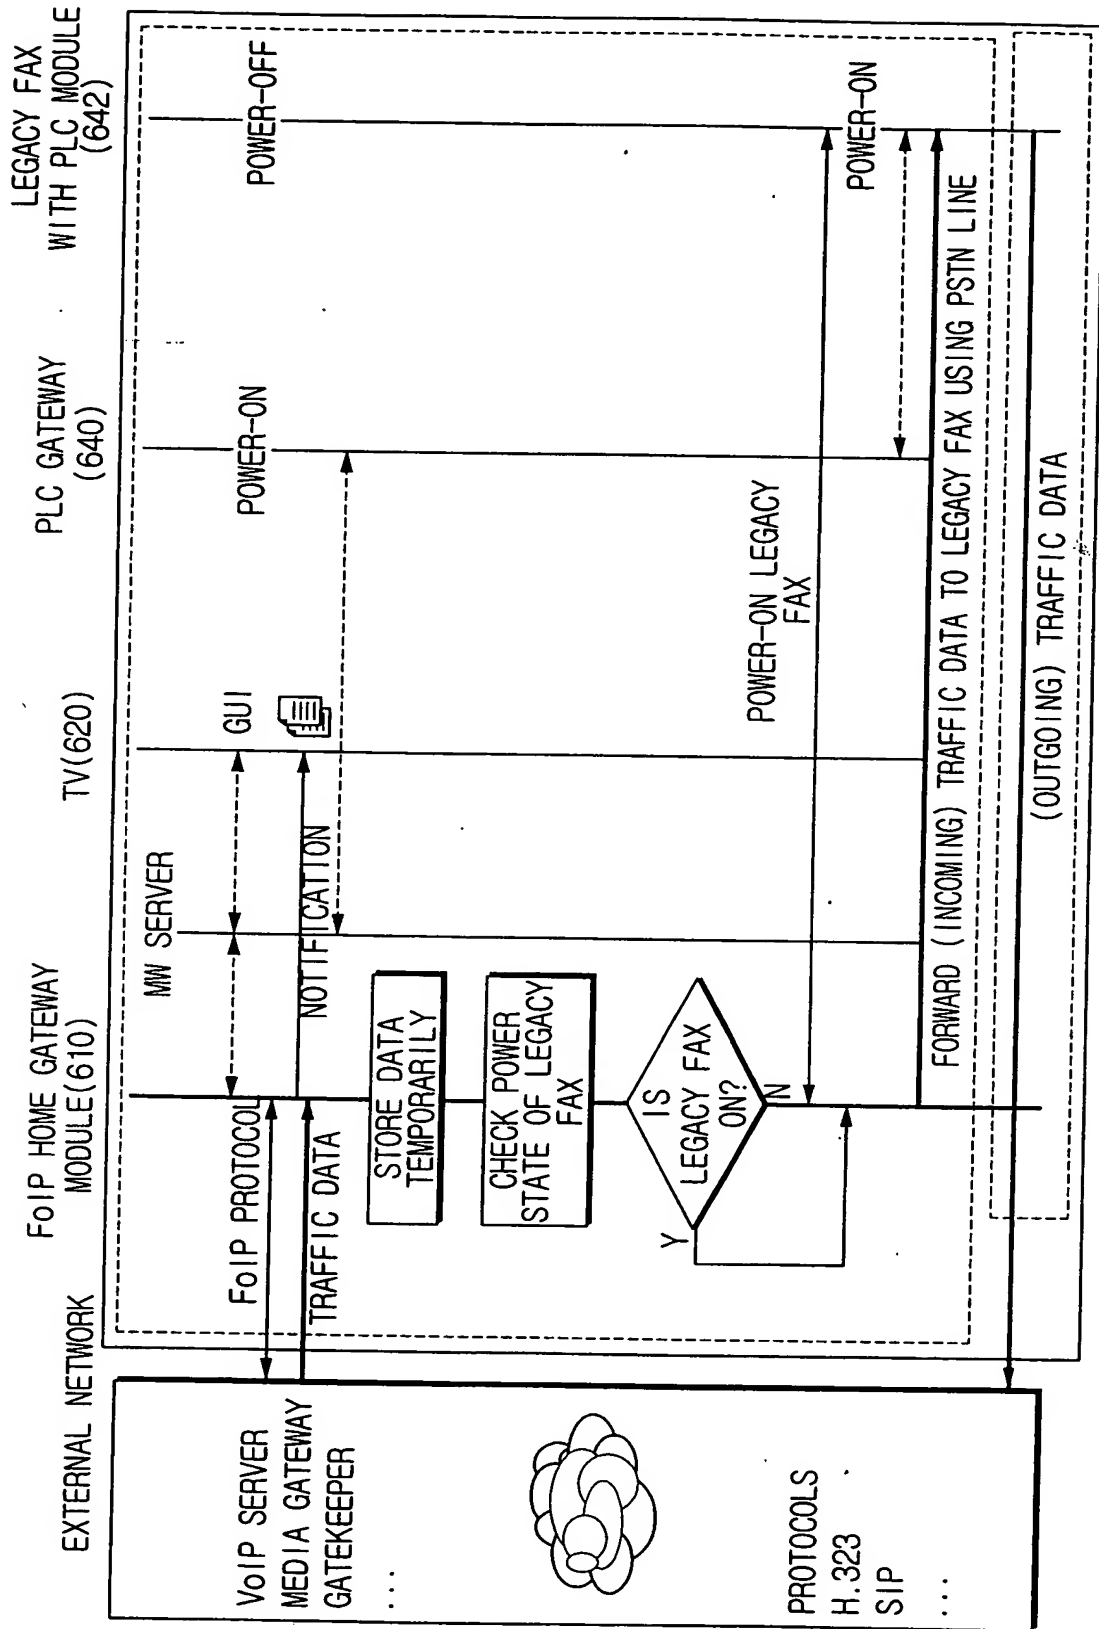 EXTERNAL NETWORK
FoIP HOME GATEWAY
MODULE(610)
MW SERVER
TV(620)
PLC GATEWAY
(640)
LEGACY FAX
WITH PLC MODULE
(642)
VoIP SERVER
MEDIA GATEWAY
GATEKEEPER
...
PROTOCOLS
H.323
SIP
...
FoIP PROTOCOL
TRAFFIC DATA
GUI
NOTIFICATION
POWER-ON
POWER-OFF
STORE DATA
TEMPORARILY
CHECK POWER
STATE OF LEGACY
FAX
IS
LEGACY FAX
ON?
Y
N
POWER-ON LEGACY
FAX
POWER-ON
FORWARD (INCOMING) TRAFFIC DATA TO LEGACY FAX USING PSTN LINE
(OUTGOING) TRAFFIC DATA